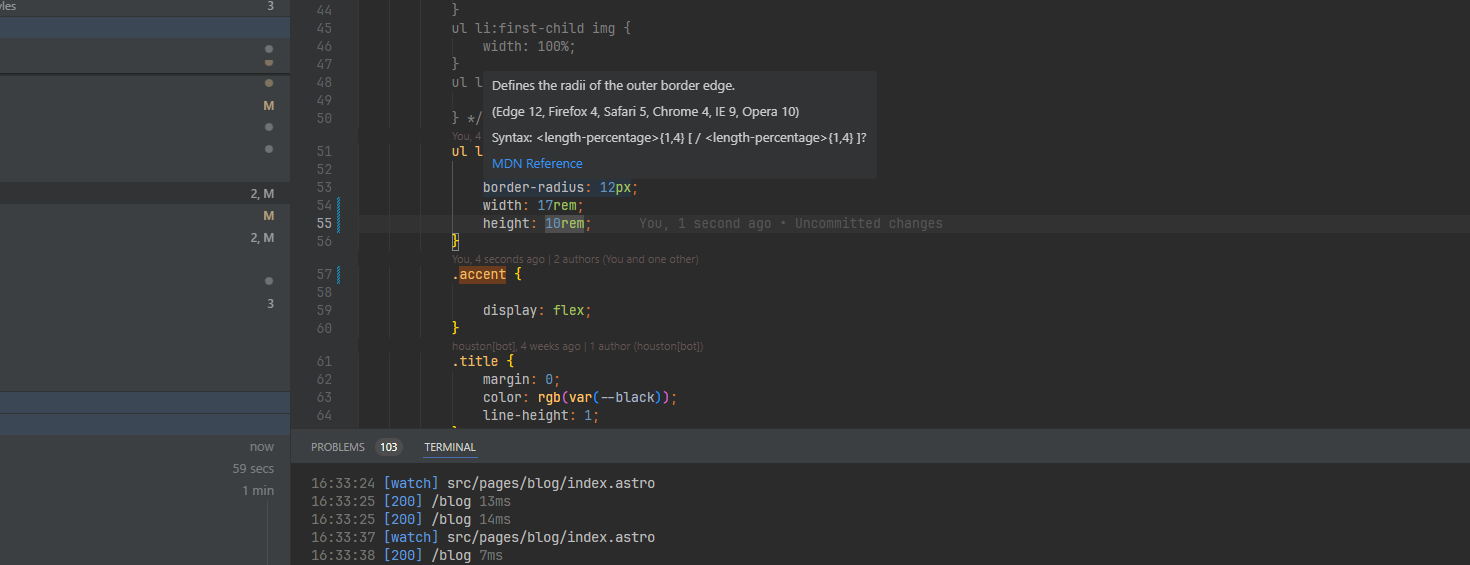 yles 3
M
2, M
M
2, M
3
now
59 secs
1 min
44 }
45 ul li:first-child img {
46 width: 100%;
47 }
48 ul l
49
50 } */
You, 4
51 ul l
52
53 border-radius: 12px;
54 width: 17rem;
55 height: 10rem; You, 1 second ago • Uncommitted changes
56 }
You, 4 seconds ago | 2 authors (You and one other)
57 .accent {
58
59 display: flex;
60 }
houston[bot], 4 weeks ago | 1 author (houston[bot])
61 .title {
62 margin: 0;
63 color: rgb(var(--black));
64 line-height: 1;
Defines the radii of the outer border edge.
(Edge 12, Firefox 4, Safari 5, Chrome 4, IE 9, Opera 10)
Syntax: <length-percentage>{1,4} [ / <length-percentage>{1,4} ]?
MDN Reference
PROBLEMS 103 TERMINAL
16:33:24 [watch] src/pages/blog/index.astro
16:33:25 [200] /blog 13ms
16:33:25 [200] /blog 14ms
16:33:37 [watch] src/pages/blog/index.astro
16:33:38 [200] /blog 7ms